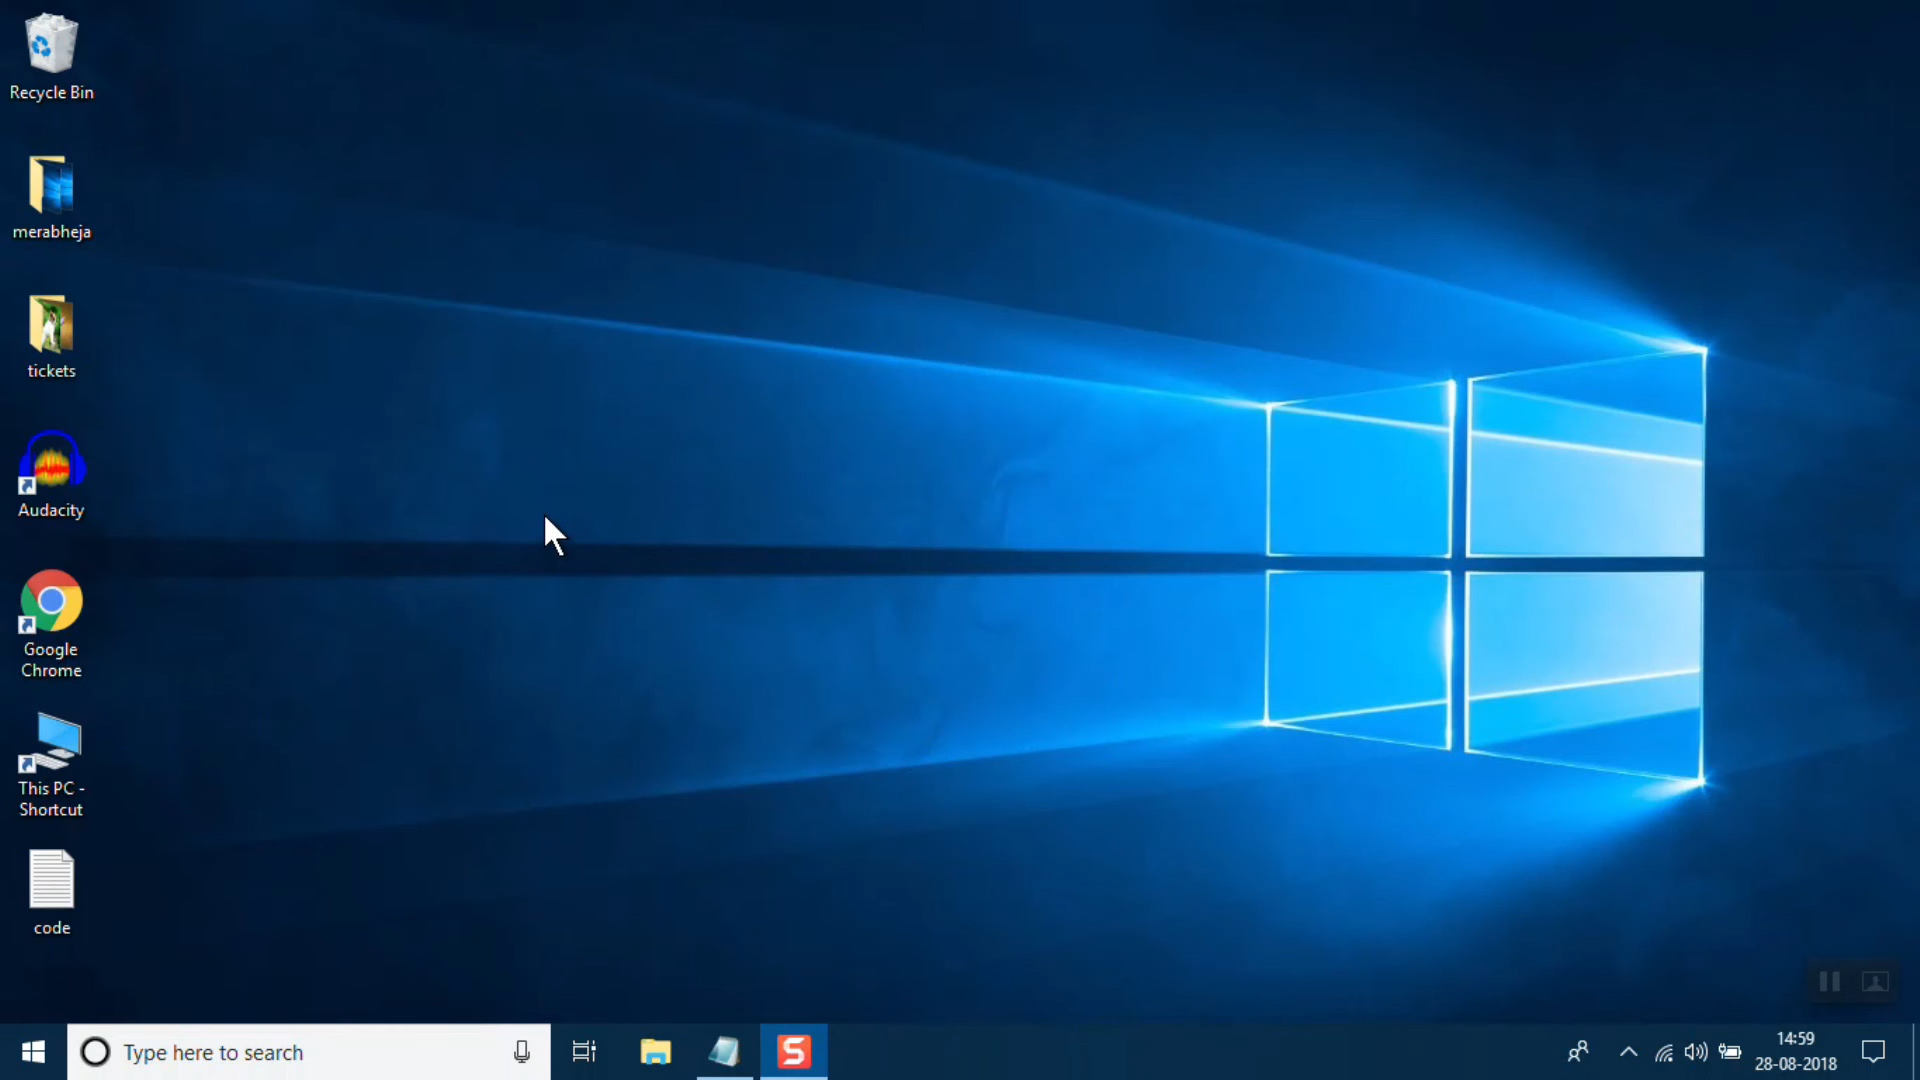 Recycle Bin
merabheja
tickets
Audacity
Google
Chrome
This PC -
Shortcut
code
Type here to search
S
14:59
28-08-2018